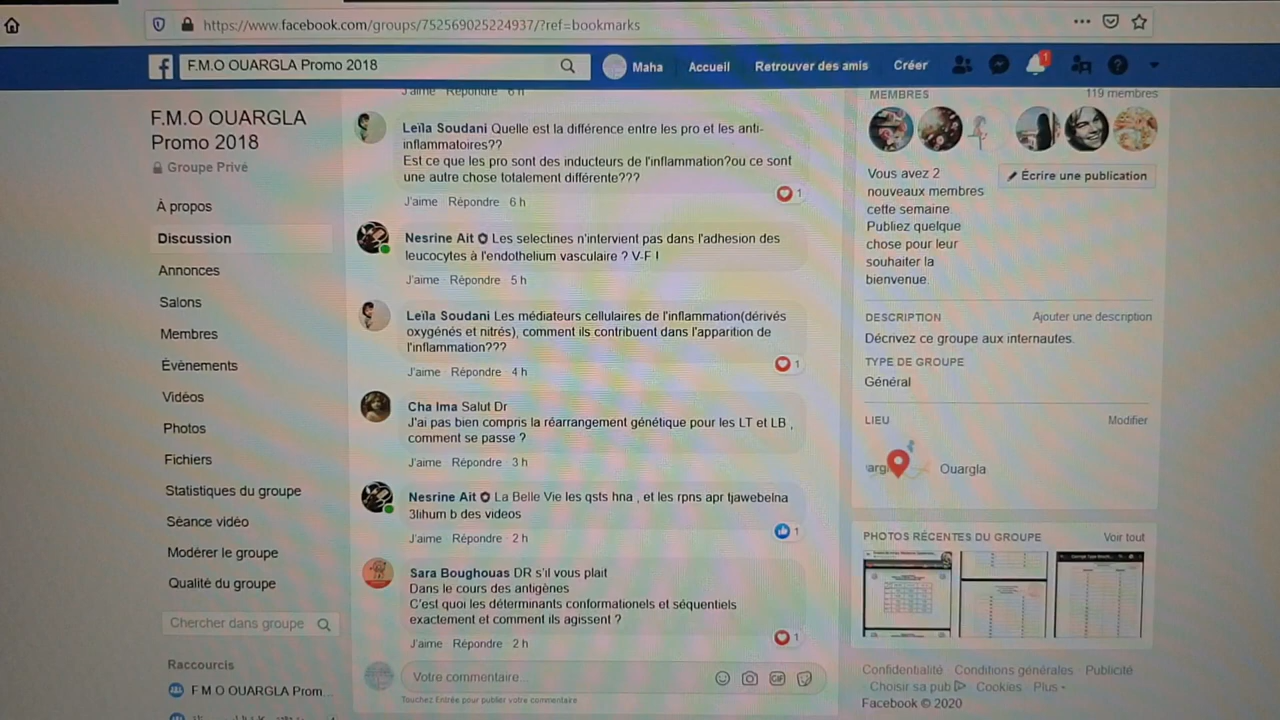 https://www.facebook.com/groups/752569025224937/?ref=bookmarks
F.M.O OUARGLA Promo 2018
Maha
Accueil
Retrouver des amis
Créer
1
F.M.O OUARGLA
Promo 2018
Groupe Privé
À propos
Discussion
Annonces
Salons
Membres
Évènements
Vidéos
Photos
Fichiers
Statistiques du groupe
Séance vidéo
Modérer le groupe
Qualité du groupe
Chercher dans groupe
Raccourcis
F M O OUARGLA Prom...
J'aime Répondre 6 h
Leïla Soudani Quelle est la différence entre les pro et les anti-
inflammatoires??
Est ce que les pro sont des inducteurs de l'inflammation?ou ce sont
une autre chose totalement différente???
1
J'aime Répondre 6 h
Nesrine Ait Les selectines n'intervient pas dans l'adhesion des
leucocytes à l'endothelium vasculaire ? V-F !
J'aime Répondre 5 h
Leïla Soudani Les médiateurs cellulaires de l'inflammation(dérivés
oxygénés et nitrés), comment ils contribuent dans l'apparition de
l'inflammation???
1
J'aime Répondre 4 h
Cha Ima Salut Dr
J'ai pas bien compris la réarrangement génétique pour les LT et LB ,
comment se passe ?
J'aime Répondre 3 h
Nesrine Ait La Belle Vie les qsts hna , et les rpns apr tjawebelna
3lihum b des videos
1
J'aime Répondre 2 h
Sara Boughouas DR s'il vous plait
Dans le cours des antigènes
C'est quoi les déterminants conformationels et séquentiels
exactement et comment ils agissent ?
1
J'aime Répondre 2 h
Votre commentaire...
GIF
Touchez Entrée pour publier votre commentaire
MEMBRES
119 membres
Vous avez 2
nouveaux membres
cette semaine.
Publiez quelque
chose pour leur
souhaiter la
bienvenue.
Écrire une publication
DESCRIPTION
Ajouter une description
Décrivez ce groupe aux internautes.
TYPE DE GROUPE
Général
LIEU
Modifier
Ouargla
PHOTOS RÉCENTES DU GROUPE
Voir tout
Confidentialité Conditions générales Publicité
Choisir sa pub Cookies Plus
Facebook © 2020